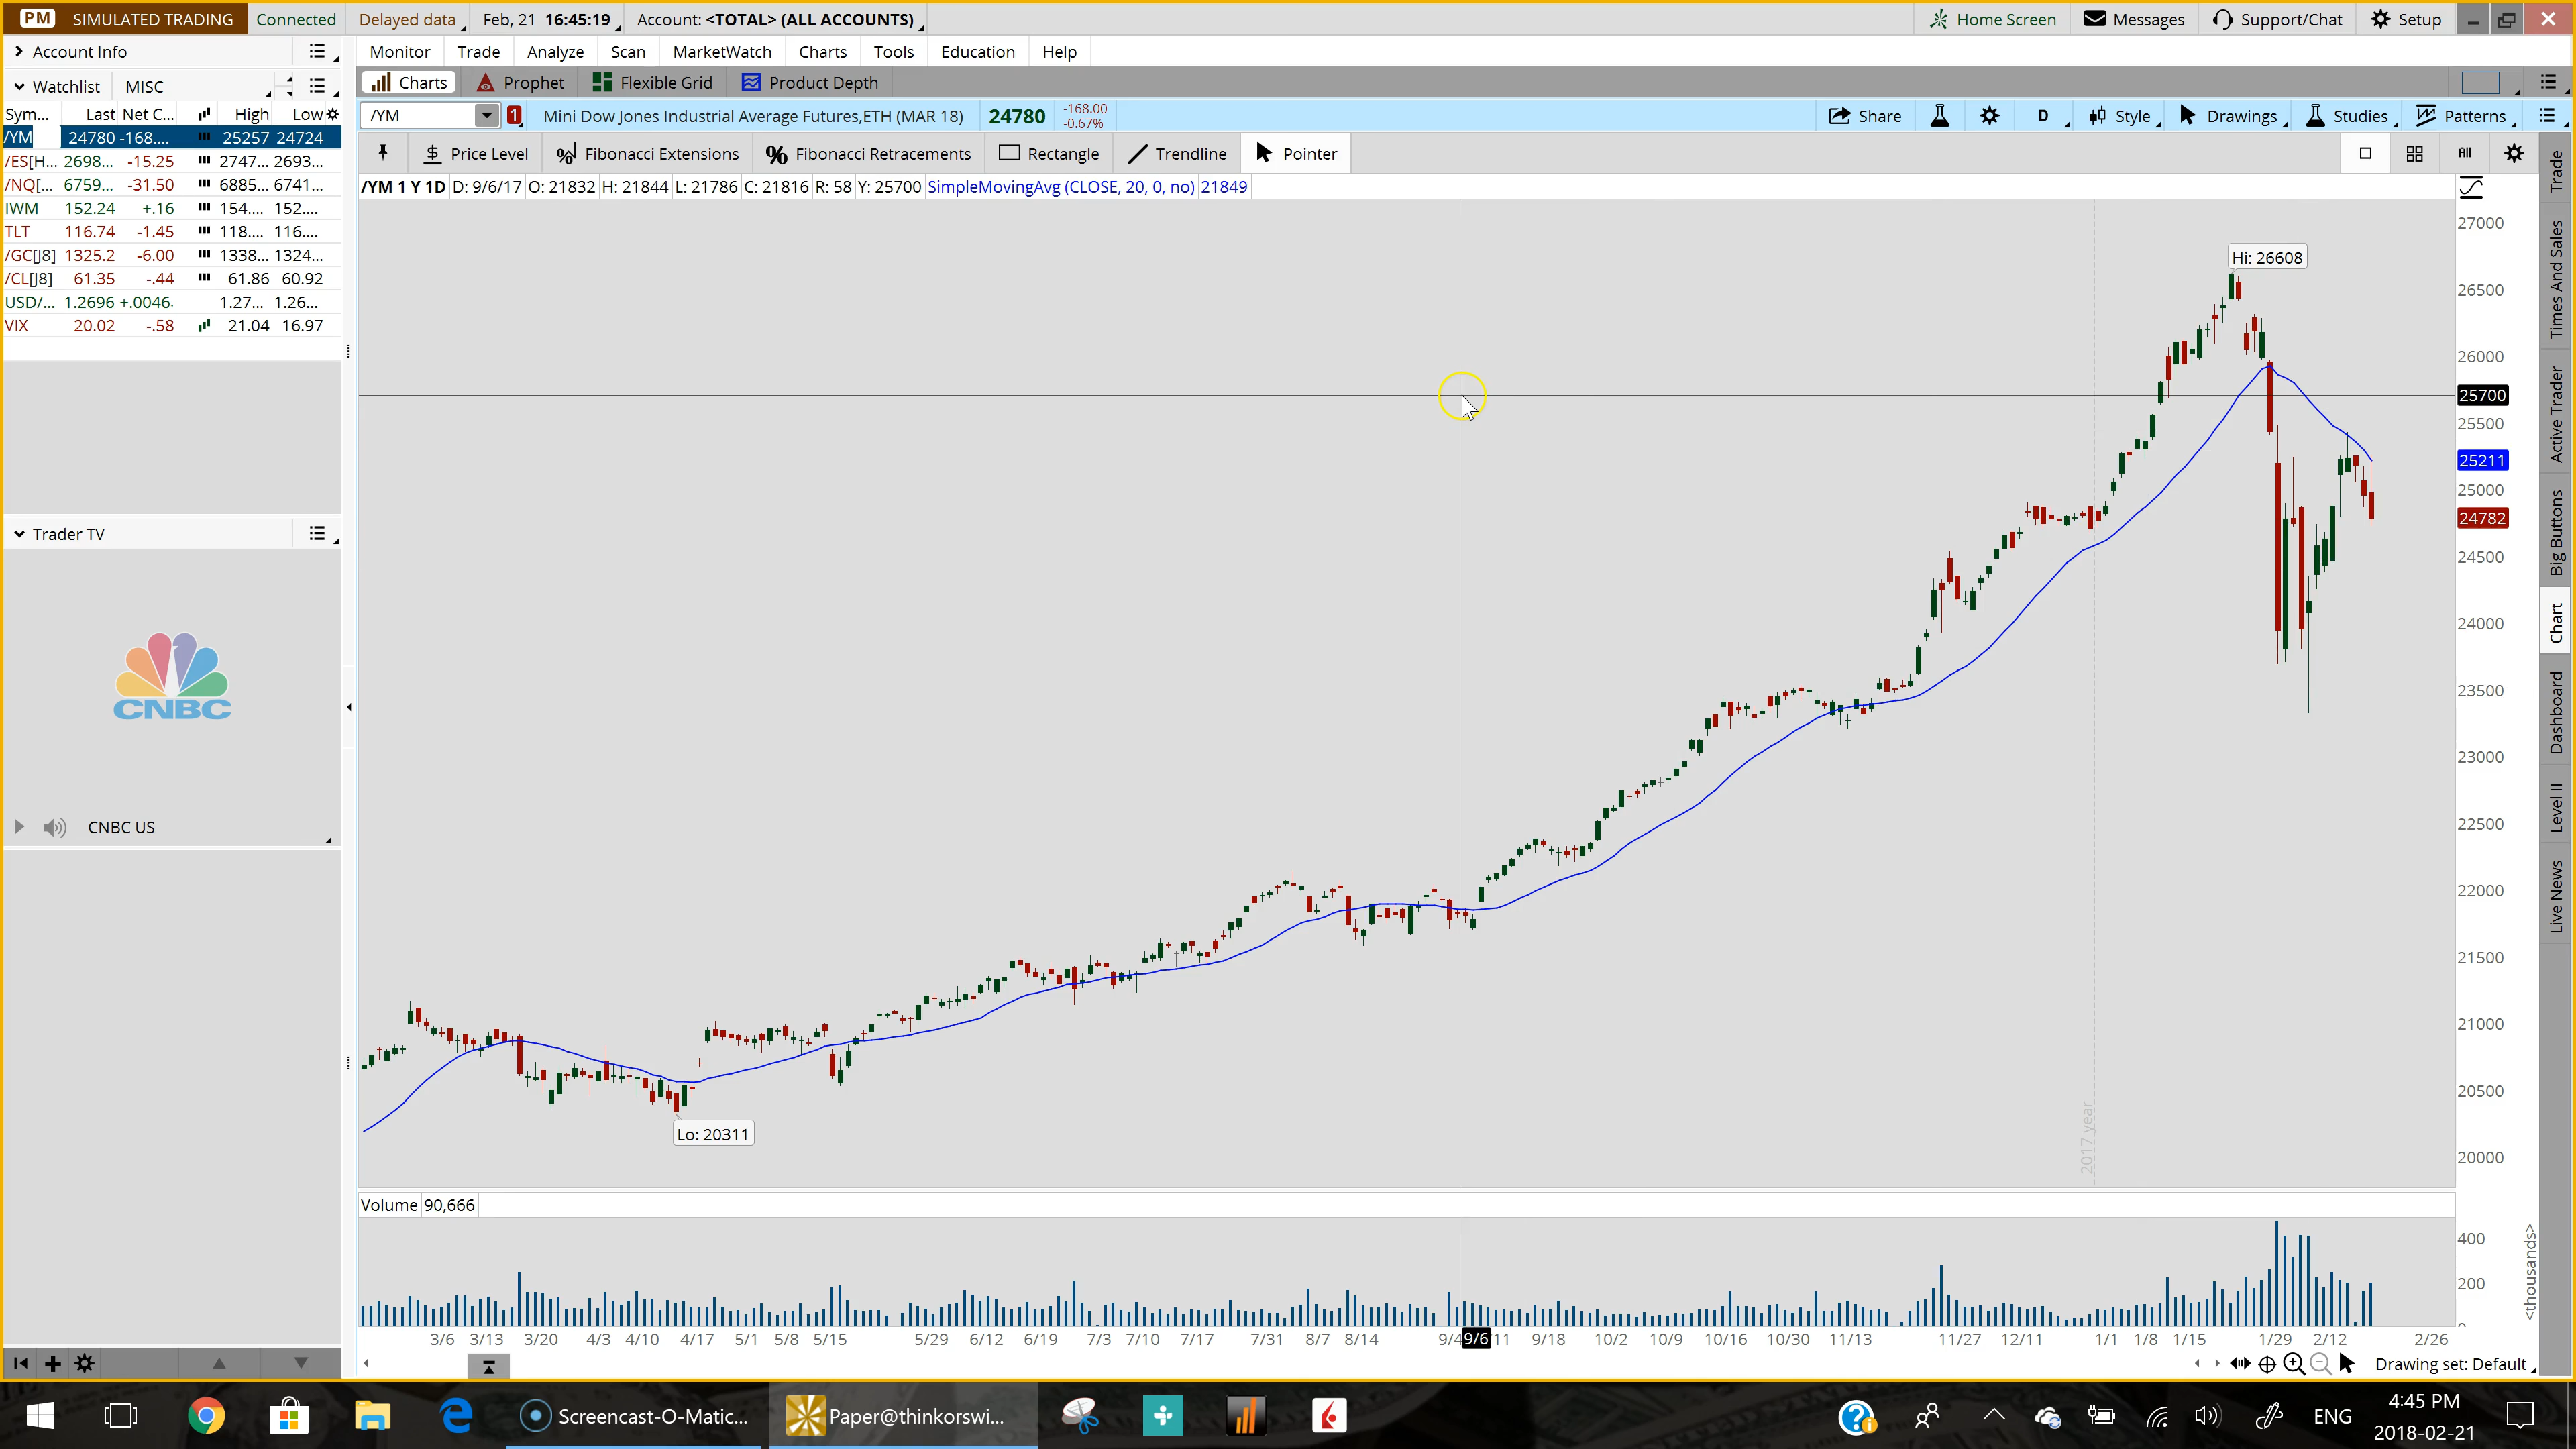 PM SIMULATED TRADING Connected Delayed data Feb, 21 16:45:19 Account: <TOTAL> (ALL ACCOUNTS) Home Screen Messages Support/Chat Setup
Account Info
Monitor Trade Analyze Scan MarketWatch Charts Tools Education Help
Watchlist MISC
Charts Prophet Flexible Grid Product Depth
Sym... Last Net C... High Low
/YM 1 Mini Dow Jones Industrial Average Futures,ETH (MAR 18) 24780 -168.00 -0.67% Share D Style Drawings Studies Patterns
/YM 24780 -168.... 25257 24724
/ES[H... 2698... -15.25 2747... 2693...
/NQ[... 6759... -31.50 6885... 6741...
IWM 152.24 +.16 154.... 152....
TLT 116.74 -1.45 118.... 116....
/GC[J8] 1325.2 -6.00 1338... 1324...
/CL[J8] 61.35 -.44 61.86 60.92
USD/... 1.2696 +.0046 1.27... 1.26...
VIX 20.02 -.58 21.04 16.97
$ Price Level % Fibonacci Extensions % Fibonacci Retracements Rectangle Trendline Pointer All
/YM 1 Y 1D D: 9/6/17 O: 21832 H: 21844 L: 21786 C: 21816 R: 58 Y: 25700 SimpleMovingAvg (CLOSE, 20, 0, no) 21849
27000
Hi: 26608
26500
26000
25700
25500
25211
25000
24782
24500
24000
23500
23000
22500
22000
21500
21000
20500
20000
Lo: 20311
2017 year
Trader TV
CNBC
CNBC US
Trade
Times And Sales
Active Trader
Big Buttons
Chart
Dashboard
Level II
Live News
Volume 90,666
400
200
<thousands>
3/6 3/13 3/20 4/3 4/10 4/17 5/1 5/8 5/15 5/29 6/12 6/19 7/3 7/10 7/17 7/31 8/7 8/14 9/4 9/6 11 9/18 10/2 10/9 10/16 10/30 11/13 11/27 12/11 1/1 1/8 1/15 1/29 2/12 2/26
Drawing set: Default
Screencast-O-Matic... Paper@thinkorswi... ENG 4:45 PM
2018-02-21